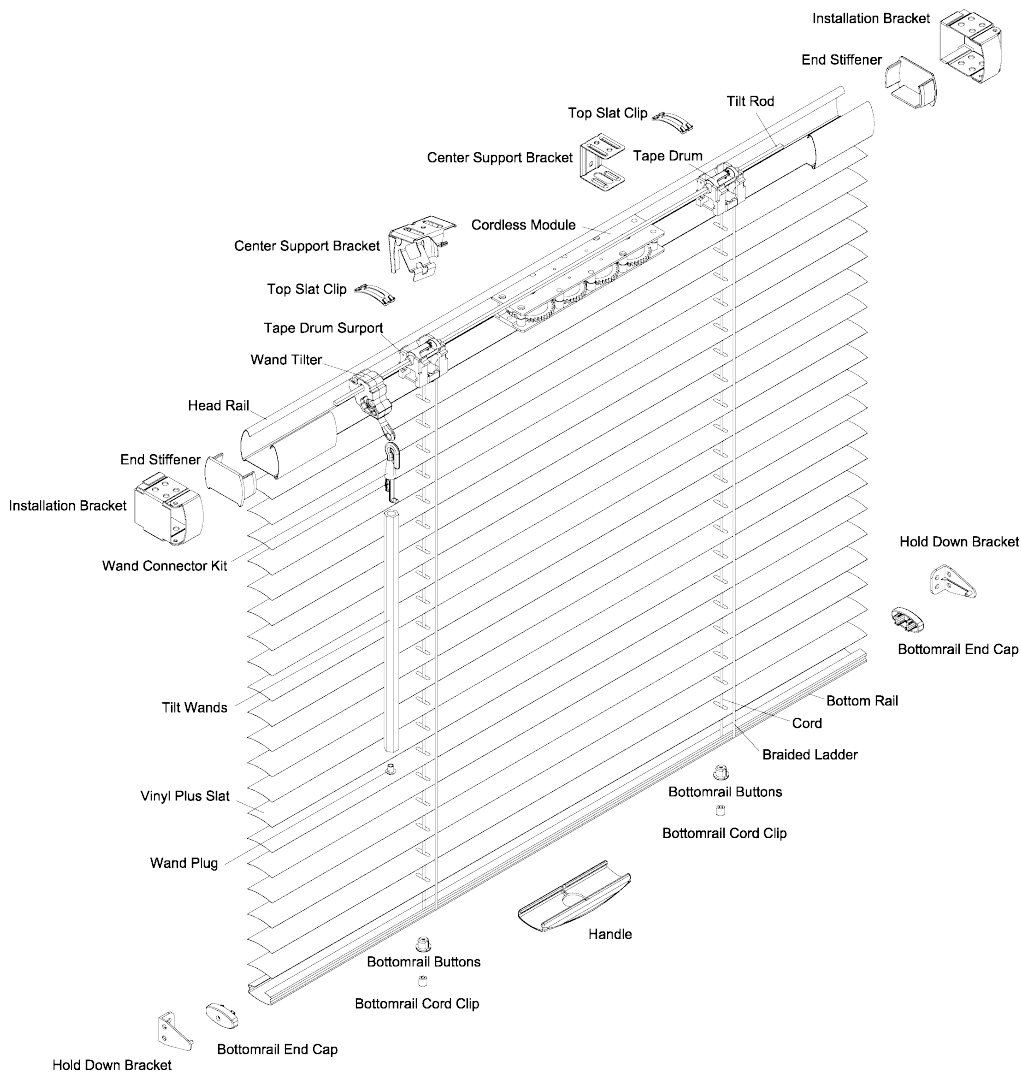 Installation Bracket
End Stiffener
Tilt Rod
Top Slat Clip
Tape Drum
Center Support Bracket
Cordless Module
Center Support Bracket
Top Slat Clip
Tape Drum Surport
Wand Tilter
Head Rail
End Stiffener
Installation Bracket
Hold Down Bracket
Wand Connector Kit
Bottomrail End Cap
Bottom Rail
Tilt Wands
Cord
Braided Ladder
Bottomrail Buttons
Vinyl Plus Slat
Bottomrail Cord Clip
Wand Plug
Handle
Bottomrail Buttons
Bottomrail Cord Clip
Bottomrail End Cap
Hold Down Bracket